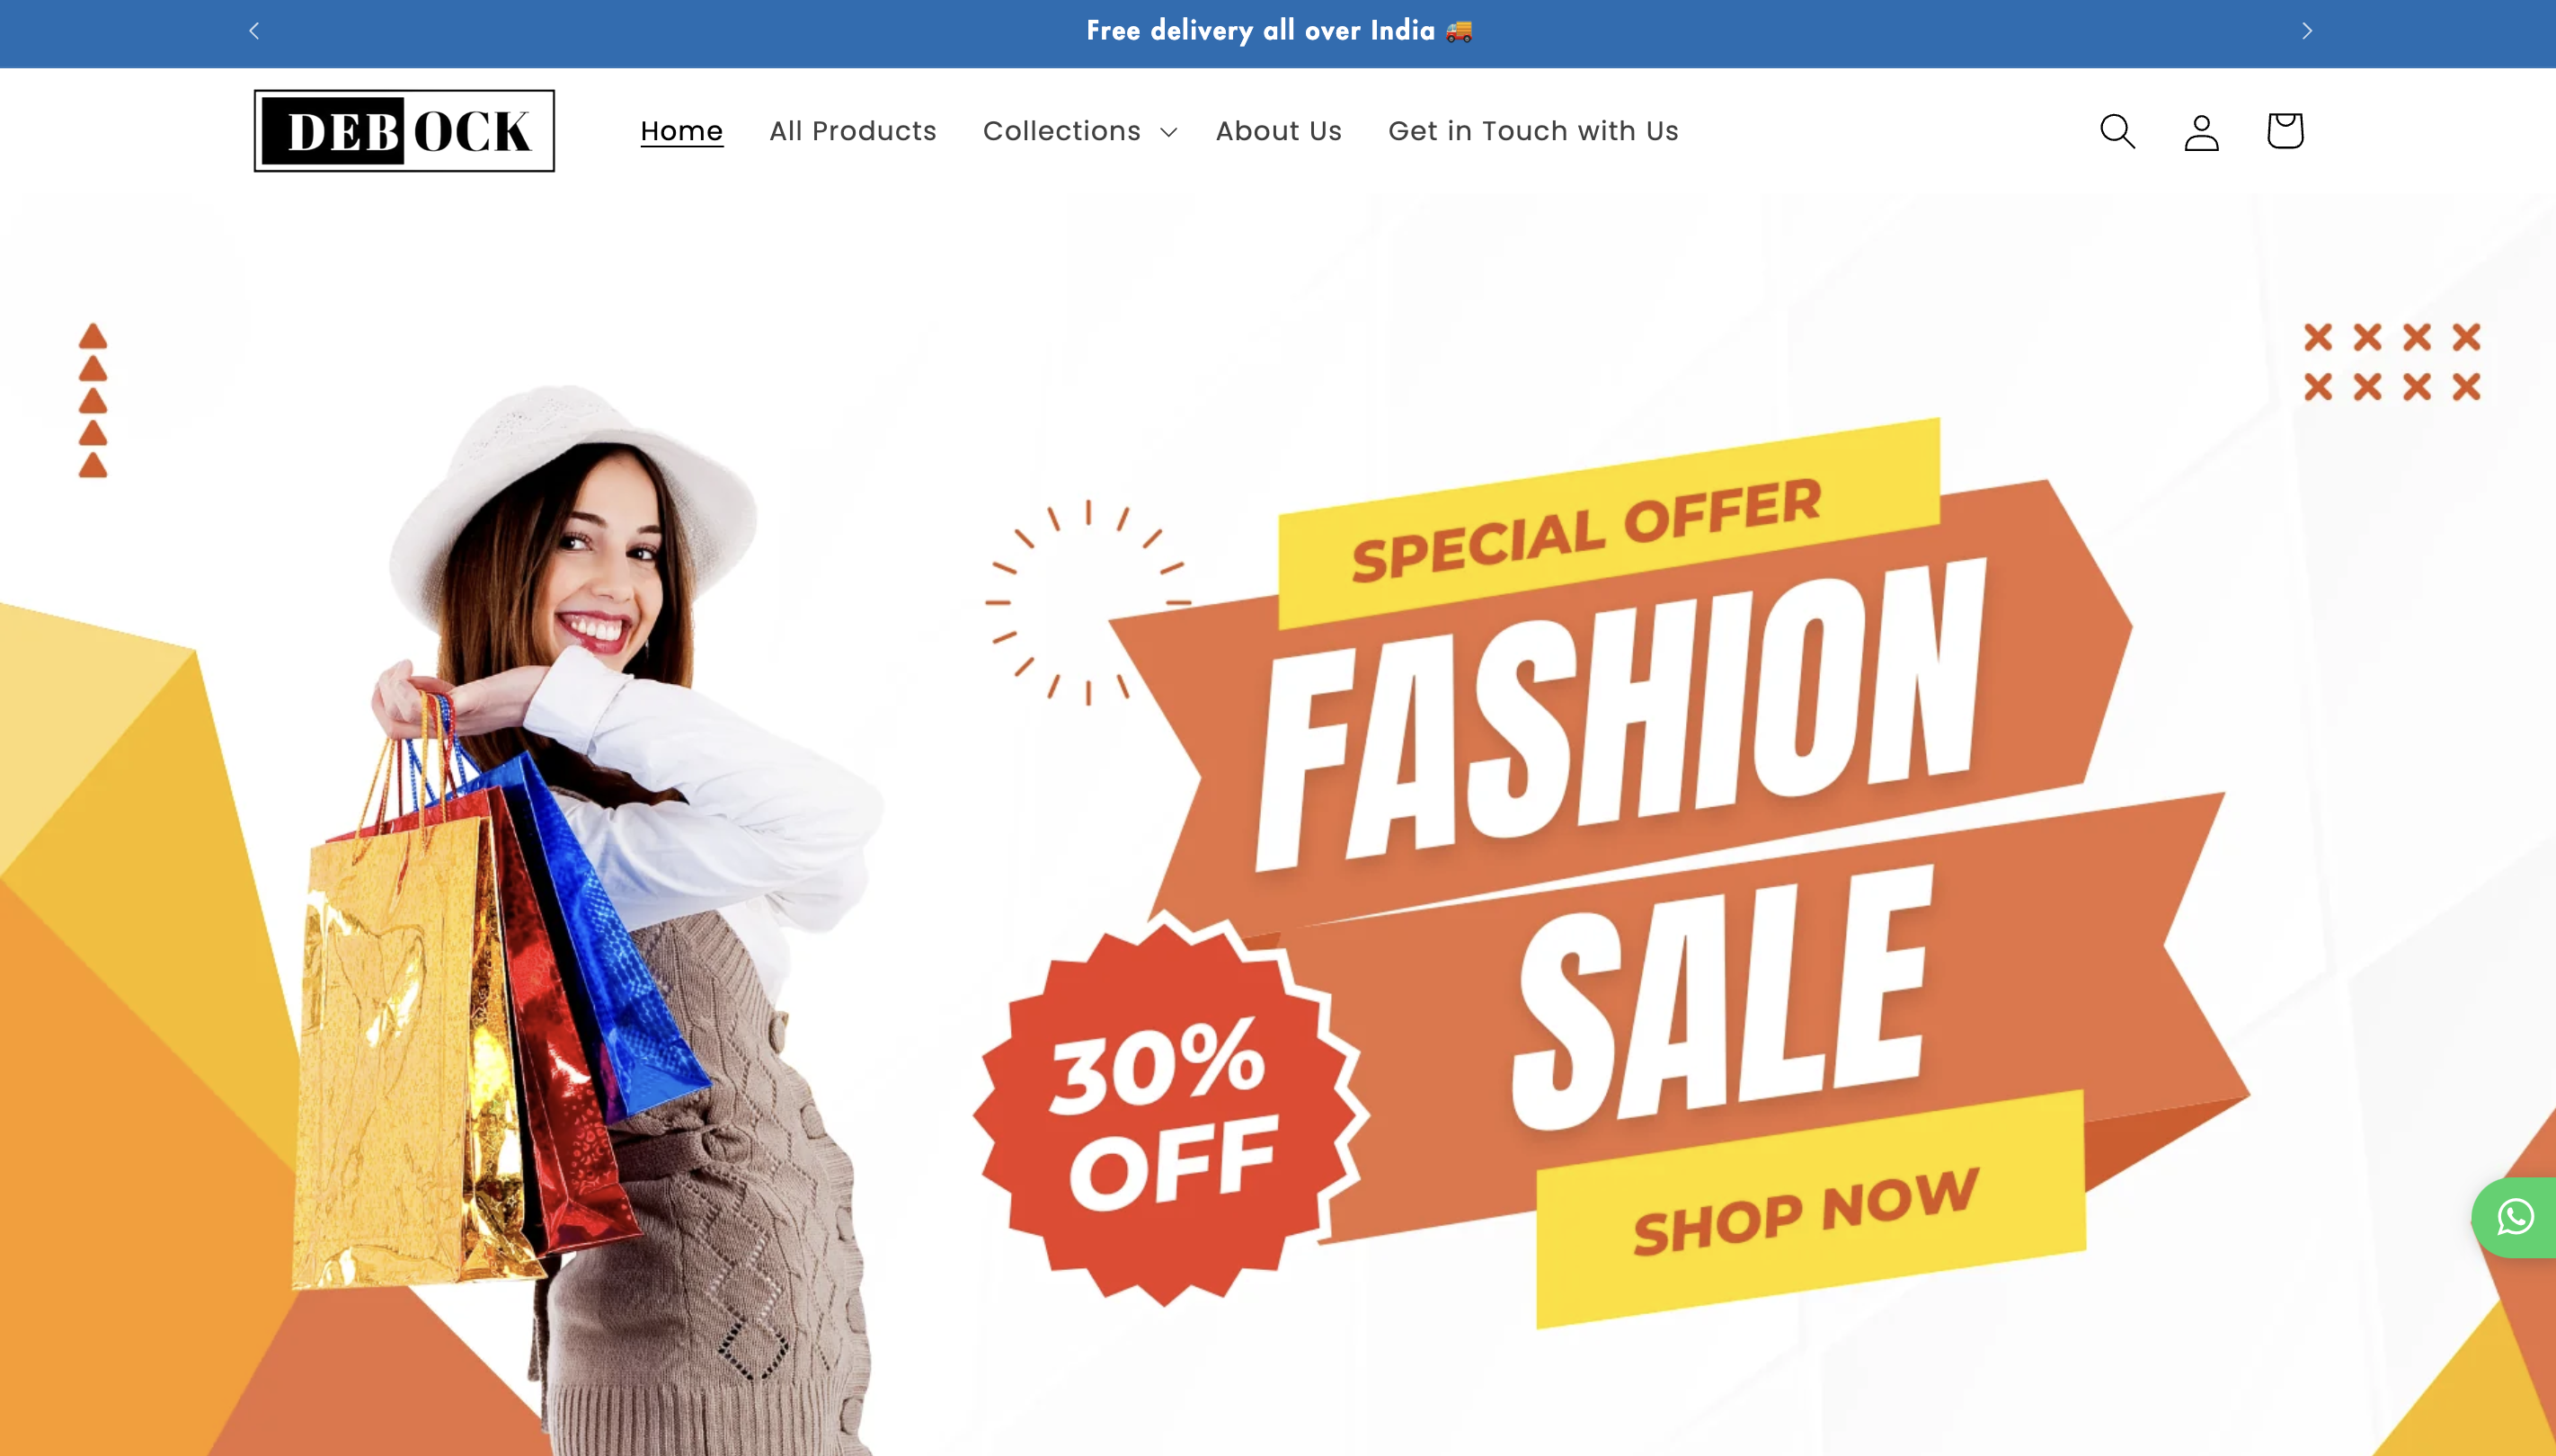 Free delivery all over India 🚚
DEBOCK
Home
All Products
Collections
About Us
Get in Touch with Us
SPECIAL OFFER
FASHION
SALE
30%
OFF
SHOP NOW